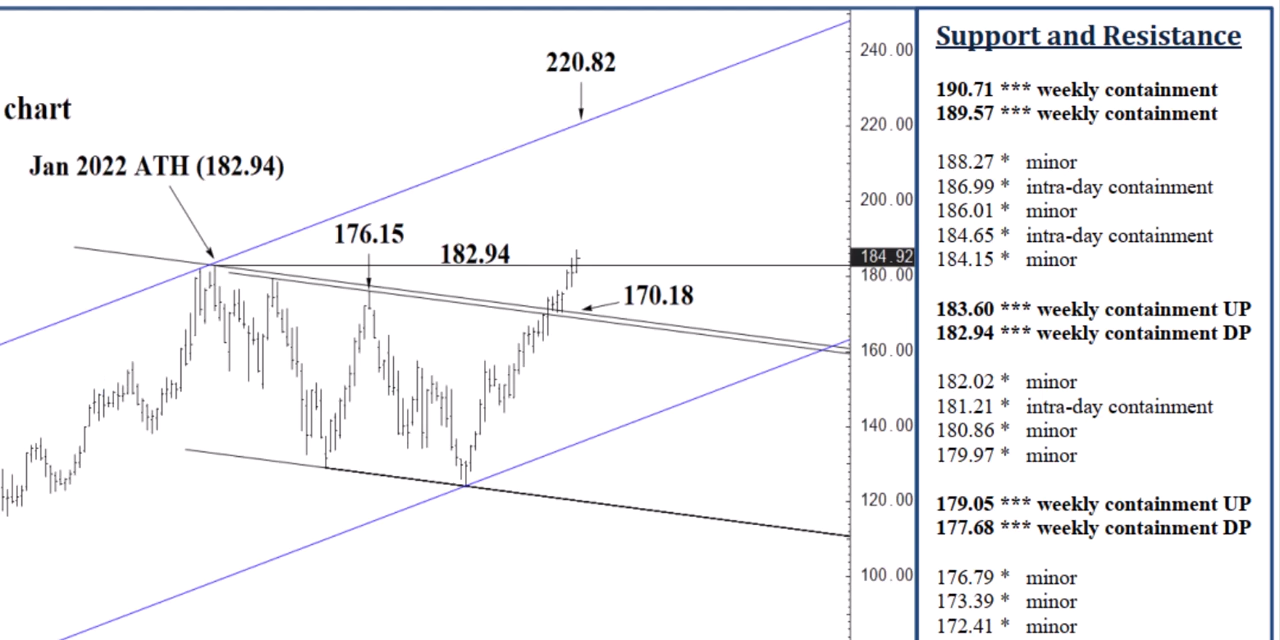 220.82
chart
Jan 2022 ATH (182.94)
176.15
182.94
170.18
240.00
220.00
200.00
184.92
180.00
160.00
140.00
120.00
100.00
Support and Resistance
190.71 *** weekly containment
189.57 *** weekly containment
188.27 * minor
186.99 * intra-day containment
186.01 * minor
184.65 * intra-day containment
184.15 * minor
183.60 *** weekly containment UP
182.94 *** weekly containment DP
182.02 * minor
181.21 * intra-day containment
180.86 * minor
179.97 * minor
179.05 *** weekly containment UP
177.68 *** weekly containment DP
176.79 * minor
173.39 * minor
172.41 * minor